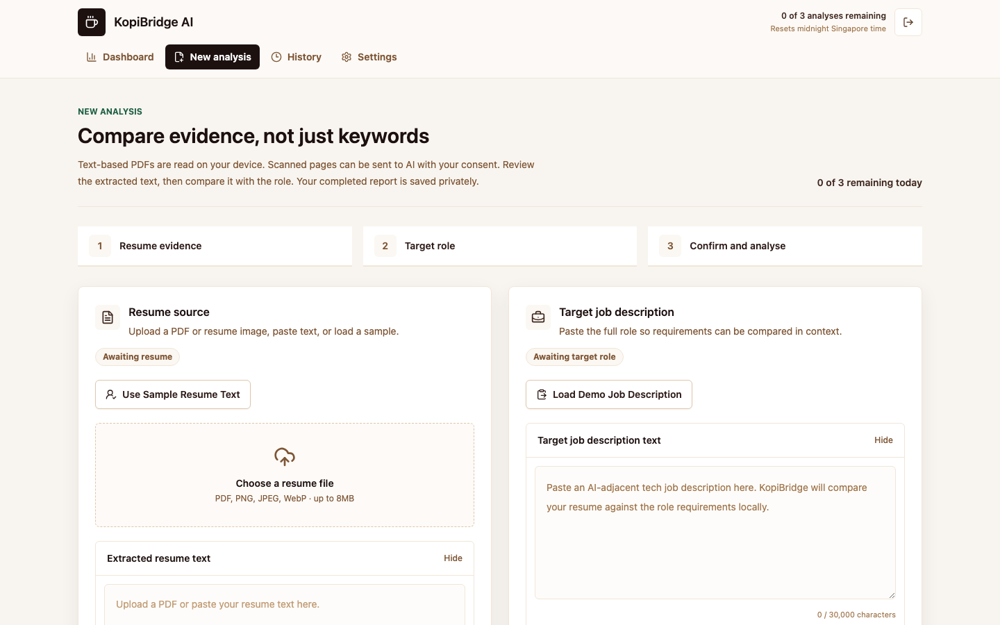 KopiBridge AI
0 of 3 analyses remaining
Resets midnight Singapore time
Dashboard
New analysis
History
Settings
NEW ANALYSIS
Compare evidence, not just keywords
Text-based PDFs are read on your device. Scanned pages can be sent to AI with your consent. Review
the extracted text, then compare it with the role. Your completed report is saved privately.
0 of 3 remaining today
1 Resume evidence
2 Target role
3 Confirm and analyse
Resume source
Upload a PDF or resume image, paste text, or load a sample.
Awaiting resume
Use Sample Resume Text
Choose a resume file
PDF, PNG, JPEG, WebP · up to 8MB
Extracted resume text
Hide
Upload a PDF or paste your resume text here.
Target job description
Paste the full role so requirements can be compared in context.
Awaiting target role
Load Demo Job Description
Target job description text
Hide
Paste an AI-adjacent tech job description here. KopiBridge will compare
your resume against the role requirements locally.
0 / 30,000 characters